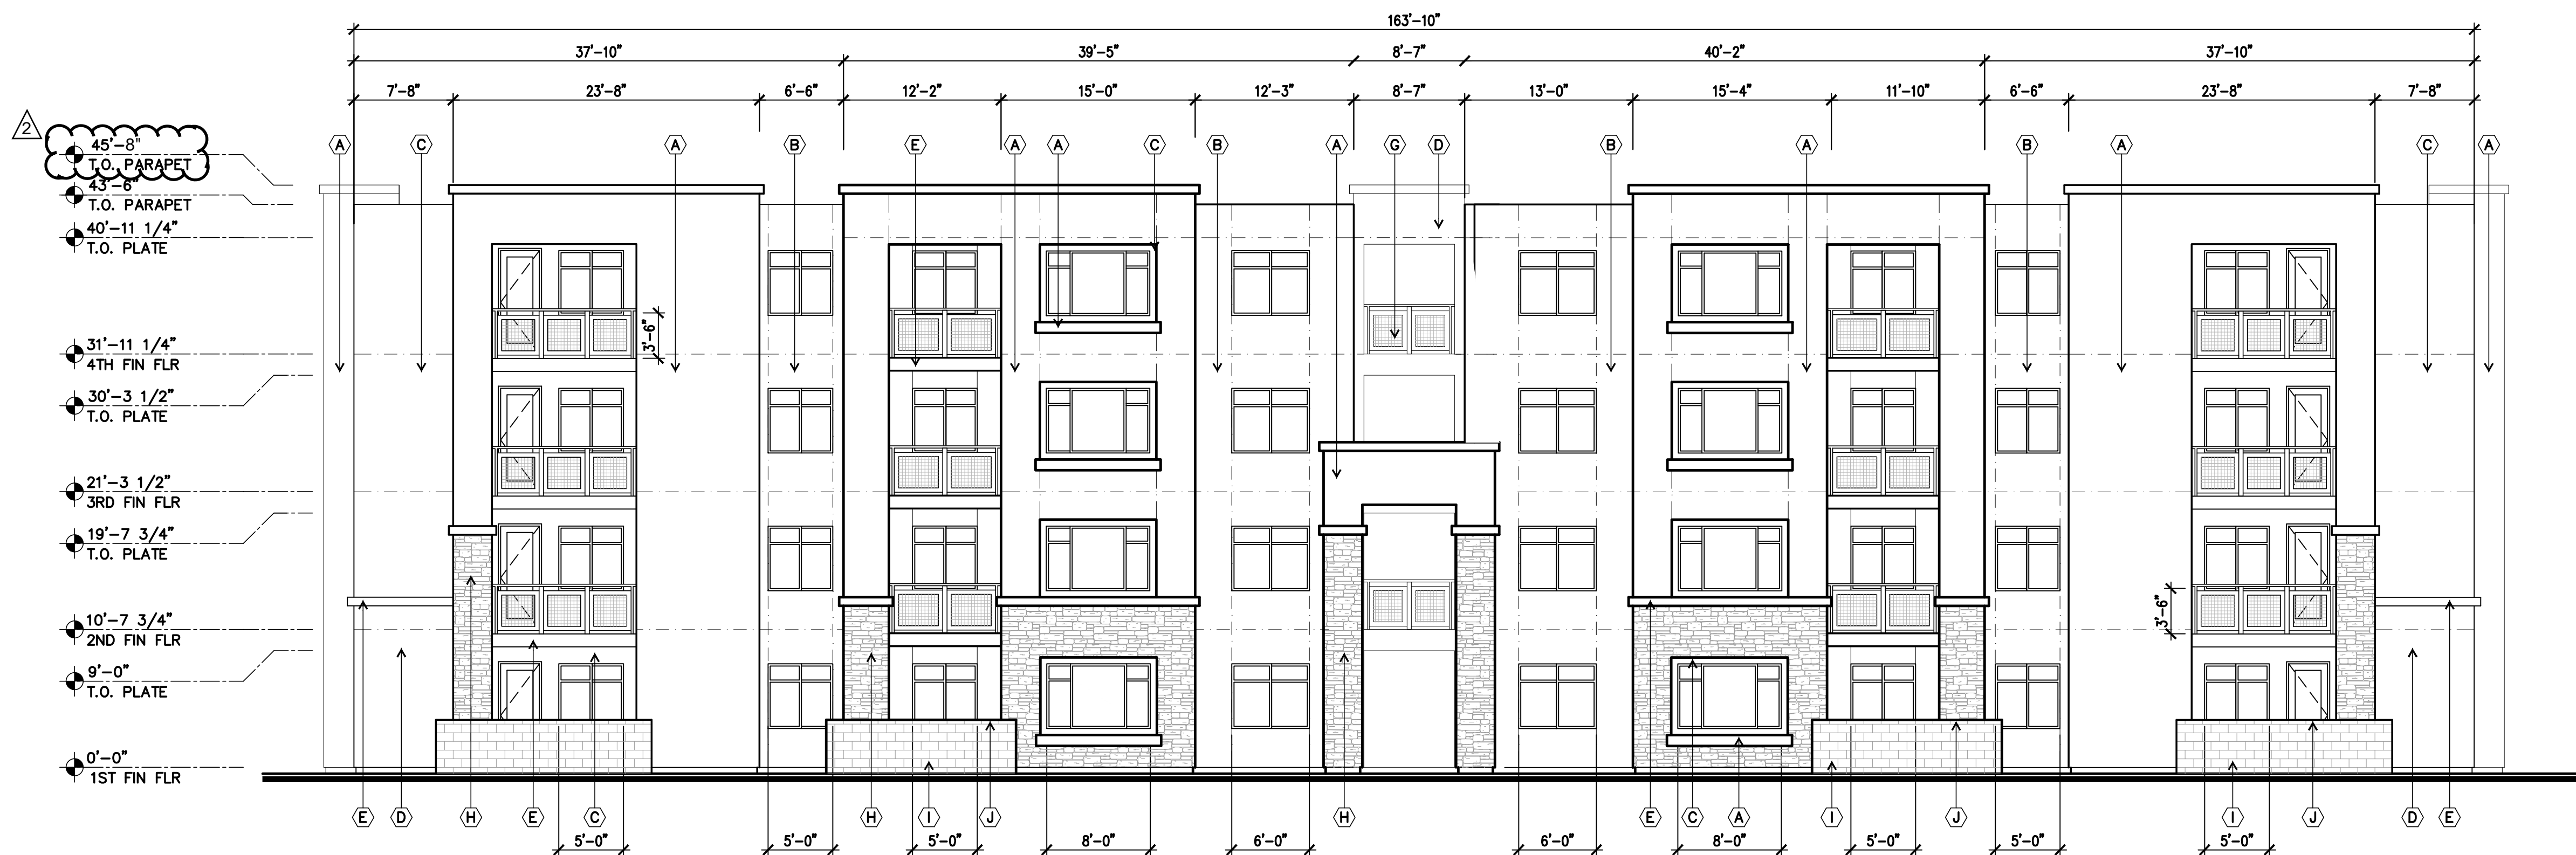 163'-10"
37'-10" 39'-5" 8'-7" 40'-2" 37'-10"
7'-8" 23'-8" 6'-6" 12'-2" 15'-0" 12'-3" 8'-7" 13'-0" 15'-4" 11'-10" 6'-6" 23'-8" 7'-8"
2
A C A B E A A C B A G D B A B A C A
45'-8"
T.O. PARAPET
43'-6"
T.O. PARAPET
40'-11 1/4"
T.O. PLATE
3'-6"
31'-11 1/4"
4TH FIN FLR
30'-3 1/2"
T.O. PLATE
21'-3 1/2"
3RD FIN FLR
19'-7 3/4"
T.O. PLATE
3'-6"
10'-7 3/4"
2ND FIN FLR
9'-0"
T.O. PLATE
0'-0"
1ST FIN FLR
E D H E C H I J H E C A I J I J D E
5'-0" 5'-0" 5'-0" 8'-0" 6'-0" 6'-0" 8'-0" 5'-0" 5'-0" 5'-0"